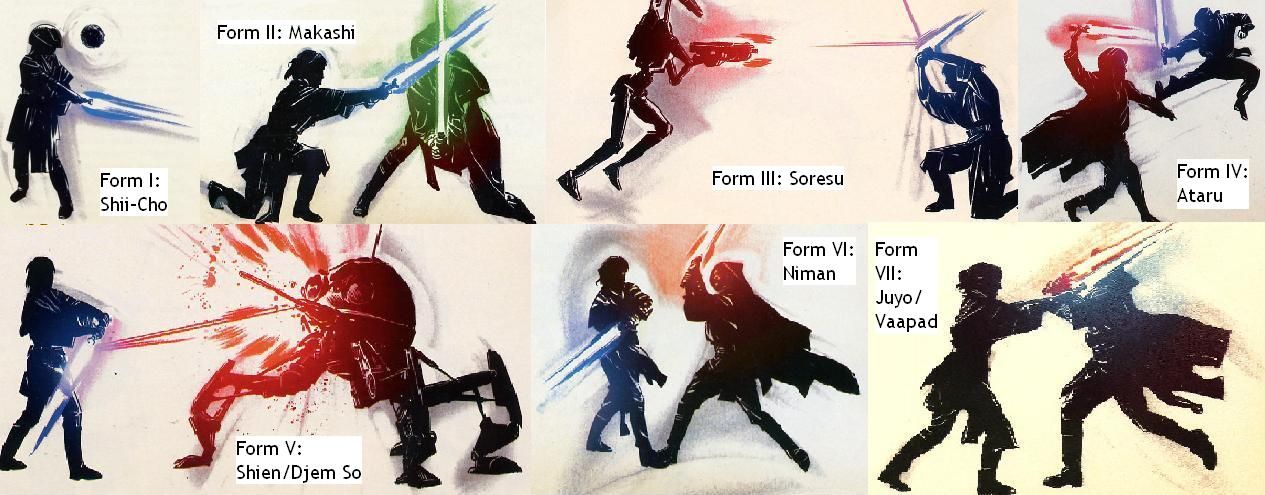 Form I:
Shii-Cho
Form II: Makashi
Form III: Soresu
Form IV:
Ataru
Form V:
Shien/Djem So
Form VI:
Niman
Form
VII:
Juyo/
Vaapad